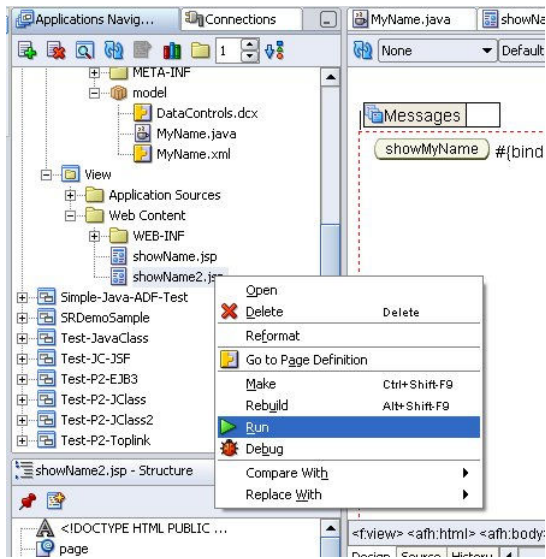 Applications Navig...
Connections
MyName.java
showNa
1
None
Default
META-INF
model
DataControls.dcx
MyName.java
MyName.xml
View
Application Sources
Web Content
WEB-INF
showName.jsp
showName2.jsp
Simple-Java-ADF-Test
SRDemoSample
Test-JavaClass
Test-JC-JSF
Test-P2-EJB3
Test-P2-JClass
Test-P2-JClass2
Test-P2-Toplink
Messages
showMyName #{bind
Open
Delete Delete
Reformat
Go to Page Definition
Make Ctrl+Shift-F9
Rebuild Alt+Shift-F9
Run
Debug
Compare With
Replace With
showName2.jsp - Structure
<!DOCTYPE HTML PUBLIC ...
page
<f:view> <afh:html> <afh:body>
Design Source History